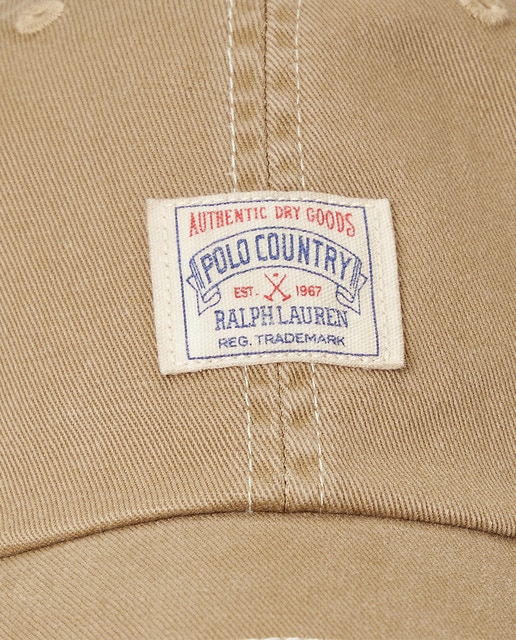 AUTHENTIC DRY GOODS
POLO COUNTRY
EST. 1967
RALPH LAUREN
REG. TRADEMARK